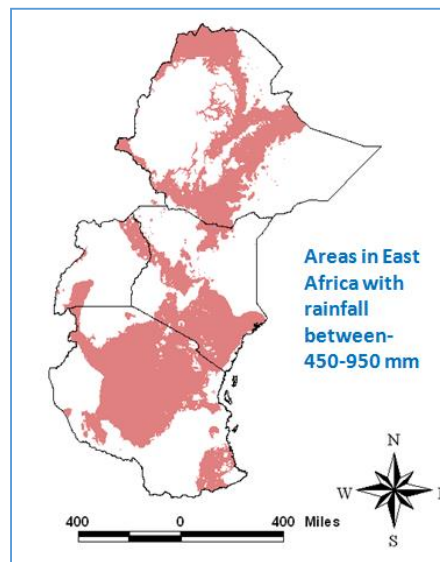 Areas in East
Africa with
rainfall
between-
450-950 mm
N
W E
S
400 0 400 Miles